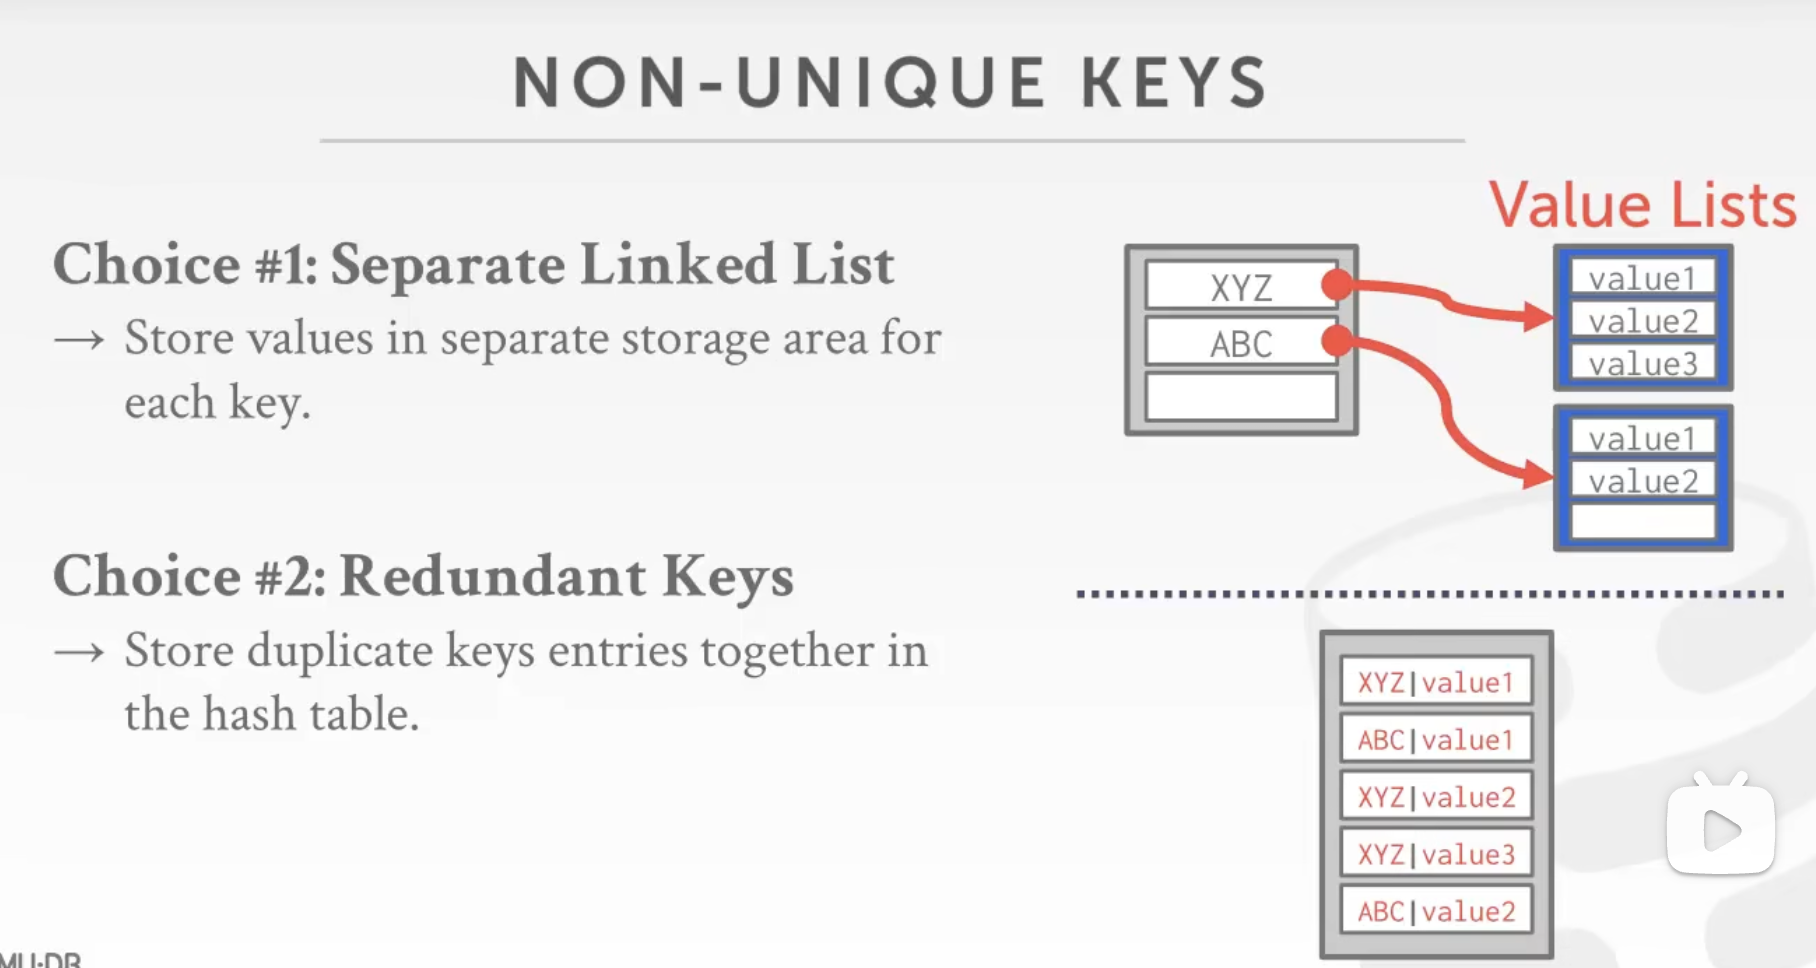 NON-UNIQUE KEYS
Choice #1: Separate Linked List
→ Store values in separate storage area for
each key.
Choice #2: Redundant Keys
→ Store duplicate keys entries together in
the hash table.
Value Lists
XYZ
ABC
value1
value2
value3
value1
value2
XYZ|value1
ABC|value1
XYZ|value2
XYZ|value3
ABC|value2